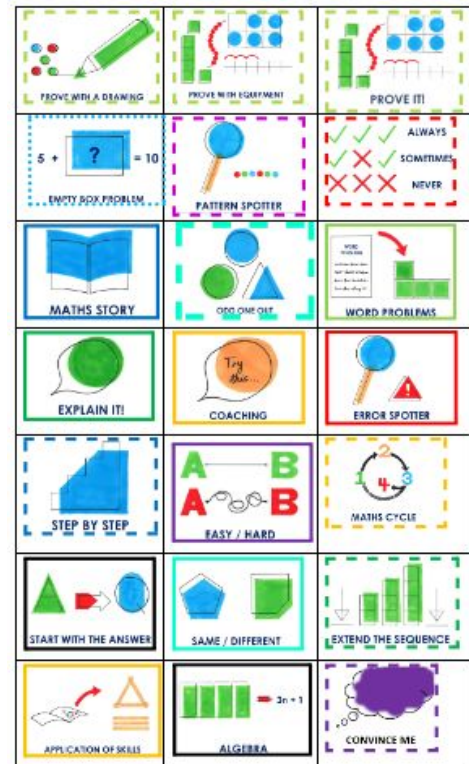 PROVE WITH A DRAWING
PROVE WITH EQUIPMENT
PROVE IT!
5 + ? = 10
EMPTY BOX PROBLEM
PATTERN SPOTTER
ALWAYS
SOMETIMES
NEVER
MATHS STORY
ODD ONE OUT
WORD PROBLEMS
EXPLAIN IT!
Try this...
COACHING
ERROR SPOTTER
STEP BY STEP
A B
A B
EASY / HARD
1 2 3 4
MATHS CYCLE
START WITH THE ANSWER
SAME / DIFFERENT
EXTEND THE SEQUENCE
APPLICATION OF SKILLS
3n + 1
ALGEBRA
CONVINCE ME